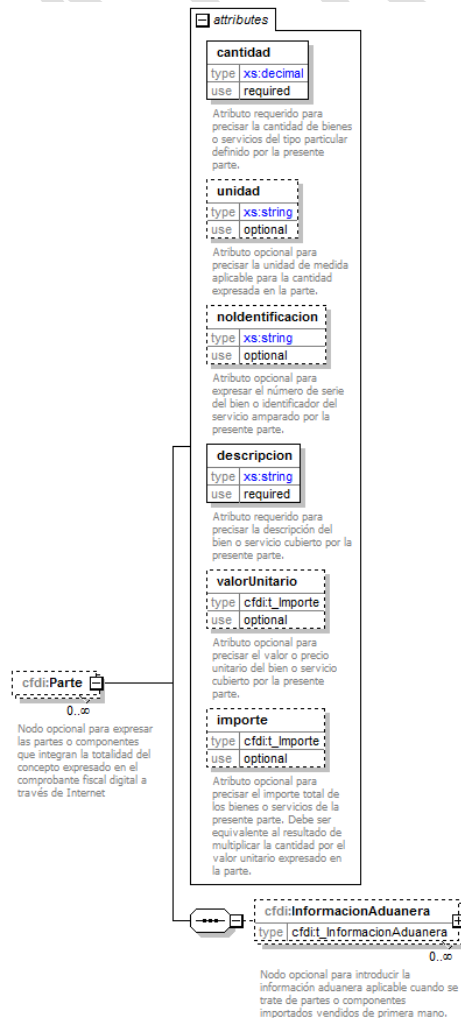 attributes
cantidad
type xs:decimal
use required
Atributo requerido para
precisar la cantidad de bienes
o servicios del tipo particular
definido por la presente
parte.
unidad
type xs:string
use optional
Atributo opcional para
precisar la unidad de medida
aplicable para la cantidad
expresada en la parte.
noIdentificacion
type xs:string
use optional
Atributo opcional para
expresar el número de serie
del bien o identificador del
servicio amparado por la
presente parte.
descripcion
type xs:string
use required
Atributo requerido para
precisar la descripción del
bien o servicio cubierto por la
presente parte.
valorUnitario
type cfdi:t_Importe
use optional
Atributo opcional para
precisar el valor o precio
unitario del bien o servicio
cubierto por la presente
parte.
importe
type cfdi:t_Importe
use optional
Atributo opcional para
precisar el importe total de
los bienes o servicios de la
presente parte. Debe ser
equivalente al resultado de
multiplicar la cantidad por el
valor unitario expresado en
la parte.
cfdi:Parte
0..∞
Nodo opcional para expresar
las partes o componentes
que integran la totalidad del
concepto expresado en el
comprobante fiscal digital a
través de Internet
cfdi:InformacionAduanera
type cfdi:t_InformacionAduanera
0..∞
Nodo opcional para introducir la
información aduanera aplicable cuando se
trate de partes o componentes
importados vendidos de primera mano.